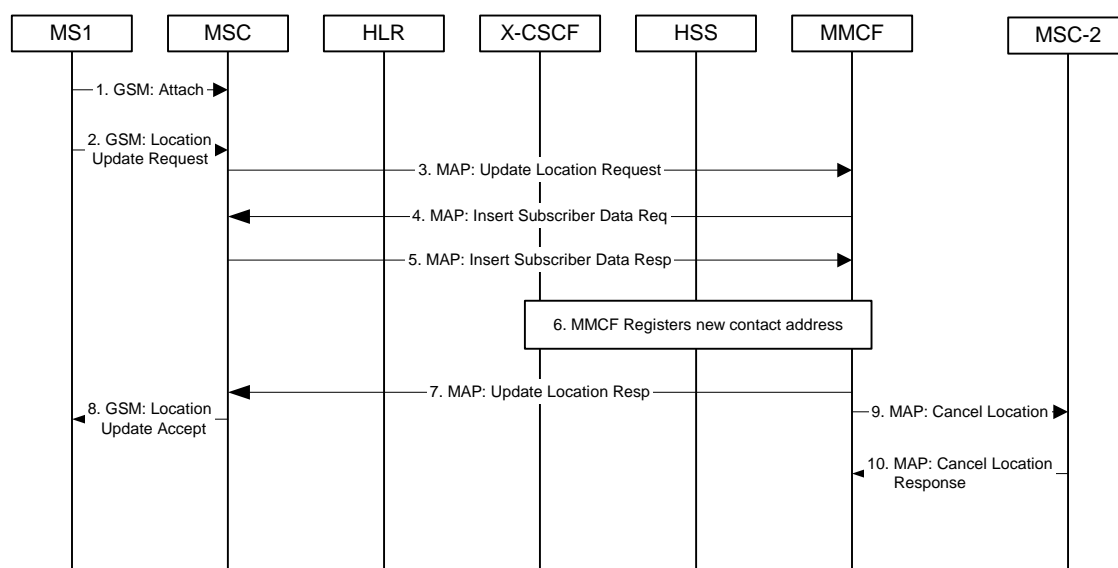 MS1
MSC
HLR
X-CSCF
HSS
MMCF
MSC-2
1. GSM: Attach
2. GSM: Location
Update Request
3. MAP: Update Location Request
4. MAP: Insert Subscriber Data Req
5. MAP: Insert Subscriber Data Resp
6. MMCF Registers new contact address
7. MAP: Update Location Resp
8. GSM: Location
Update Accept
9. MAP: Cancel Location
10. MAP: Cancel Location
Response